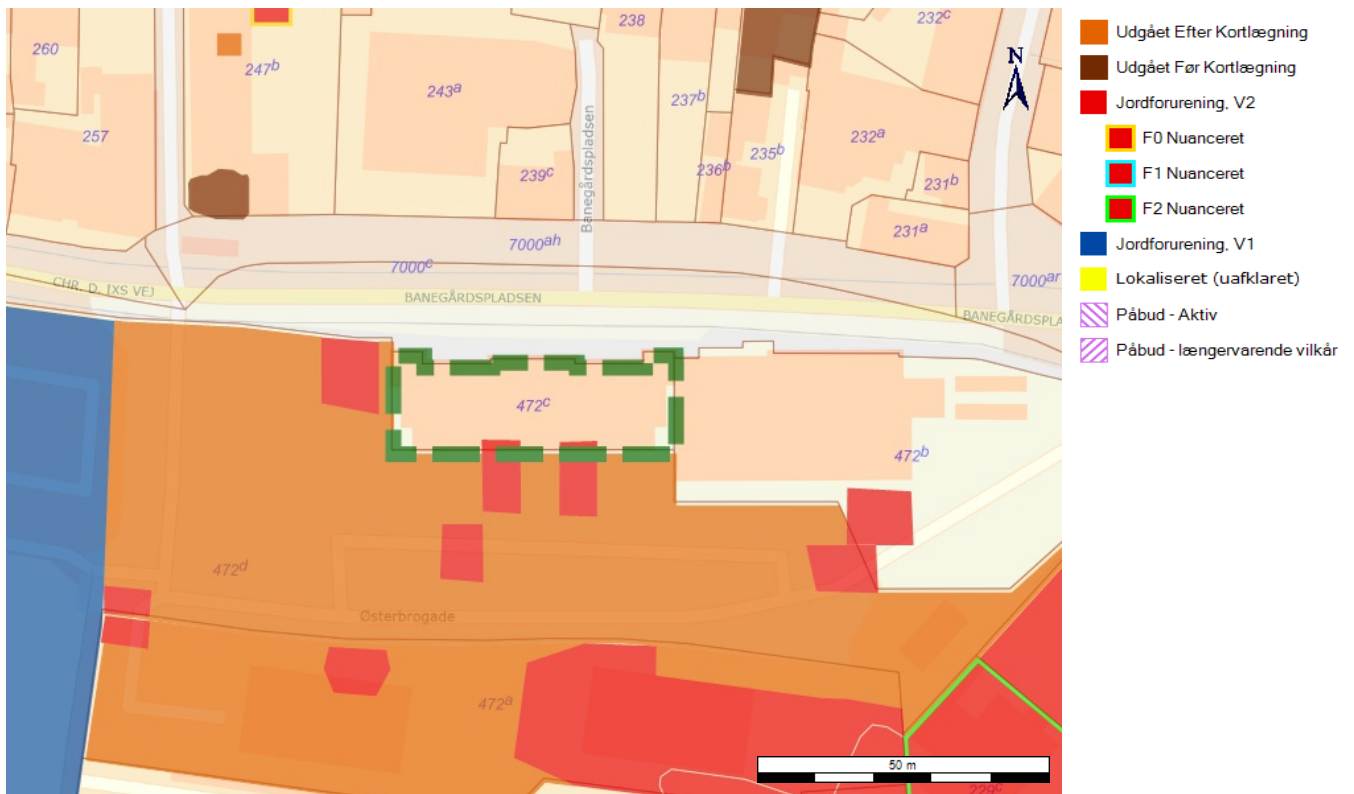 260
247ᵇ
238
232ᶜ
257
243ᵃ
237ᵇ
235ᵇ
232ᵃ
239ᶜ
236ᵇ
231ᵇ
Banegårdspladsen
231ᵃ
7000ᵃʰ
7000ᶜ
7000ᵃʳ
CHR. D. IXS VEJ
BANEGÅRDSPLADSEN
BANEGÅRDSPLA
472ᶜ
472ᵇ
472ᵈ
Østerbrogade
472ᵃ
229ᶜ
N
50 m
Udgået Efter Kortlægning
Udgået Før Kortlægning
Jordforurening, V2
F0 Nuanceret
F1 Nuanceret
F2 Nuanceret
Jordforurening, V1
Lokaliseret (uafklaret)
Påbud - Aktiv
Påbud - længervarende vilkår